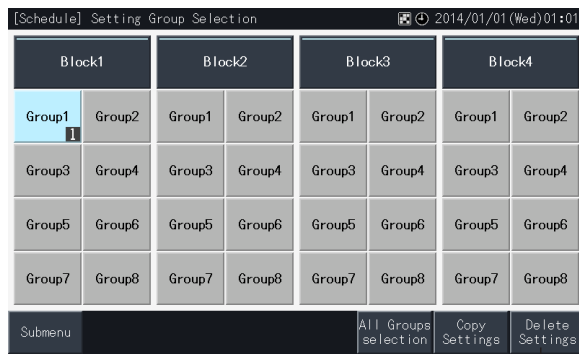 [Schedule] Setting Group Selection 2014/01/01(Wed)01:01
Block1 Block2 Block3 Block4
Group1 Group2 Group1 Group2 Group1 Group2 Group1 Group2
1
Group3 Group4 Group3 Group4 Group3 Group4 Group3 Group4
Group5 Group6 Group5 Group6 Group5 Group6 Group5 Group6
Group7 Group8 Group7 Group8 Group7 Group8 Group7 Group8
Submenu
All Groups
selection
Copy
Settings
Delete
Settings